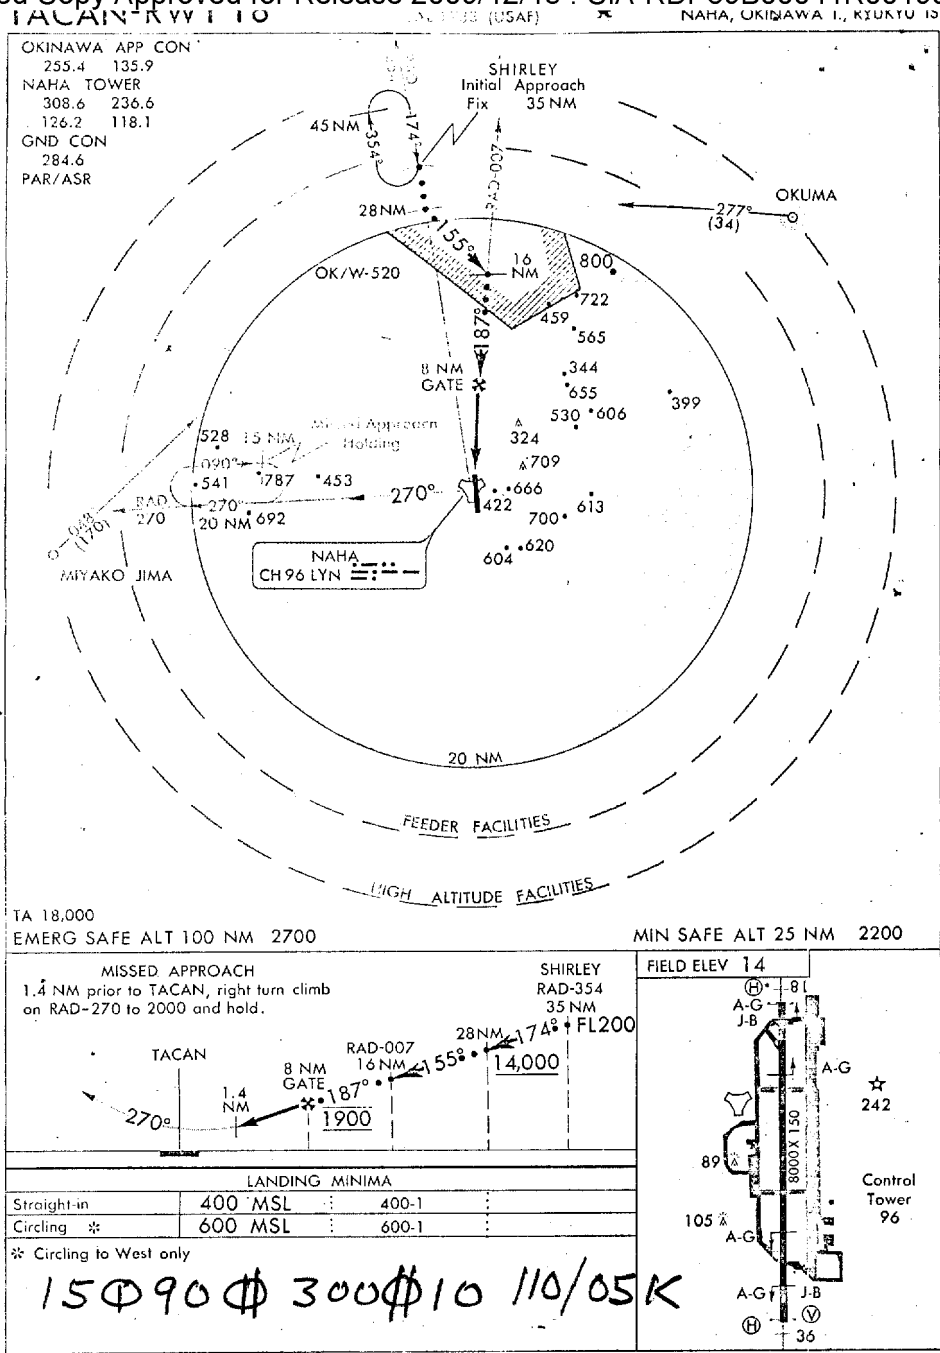 TACAN-RWY 18
(USAF)
NAHA, OKINAWA I., RYUKYU IS
OKINAWA APP CON
255.4 135.9
NAHA TOWER
308.6 236.6
126.2 118.1
GND CON
284.6
PAR/ASR
SHIRLEY
Initial Approach
Fix 35 NM
45 NM
174°
354°
RAD-007
28 NM
155°
OKUMA
277°
(34)
16
NM
OK/W-520
800
722
459
565
187°
8 NM
GATE
344
655
530
606
399
324
709
528
15 NM
Missed Approach
Holding
090°
541
787
453
270°
666
422
613
700
RAD
270
270°
20 NM
692
048°
(170)
MIYAKO JIMA
NAHA
CH 96 LYN
604
620
20 NM
FEEDER FACILITIES
HIGH ALTITUDE FACILITIES
TA 18,000
EMERG SAFE ALT 100 NM 2700
MIN SAFE ALT 25 NM 2200
MISSED APPROACH
1.4 NM prior to TACAN, right turn climb
on RAD-270 to 2000 and hold.
SHIRLEY
RAD-354
35 NM
FL200
174°
28NM
14,000
155°
RAD-007
16 NM
187°
1900
8 NM
GATE
TACAN
1.4
NM
270°
FIELD ELEV 14
H
18
A-G
J-B
A-G
242
8000 X 150
89
Control
Tower
96
105
A-G
A-G
J-B
H
V
36
LANDING MINIMA
Straight-in 400 MSL 400-1
Circling * 600 MSL 600-1
* Circling to West only
110/05K